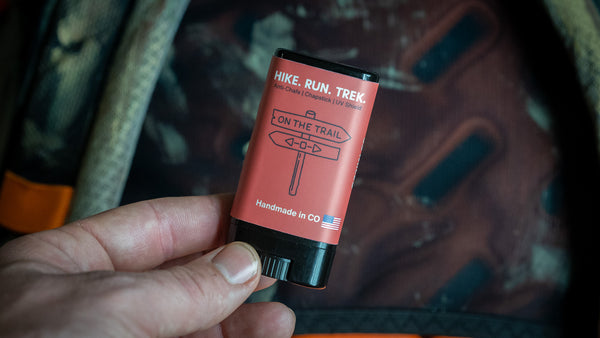 HIKE. RUN. TREK.
Anti-Chafe | Chapstick | UV Shield
ON THE TRAIL
Handmade in CO